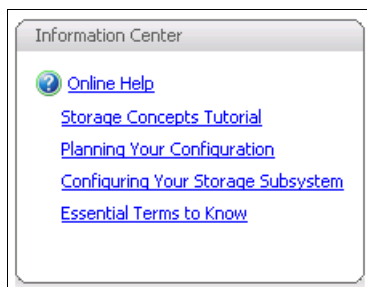 Information Center
Online Help
Storage Concepts Tutorial
Planning Your Configuration
Configuring Your Storage Subsystem
Essential Terms to Know